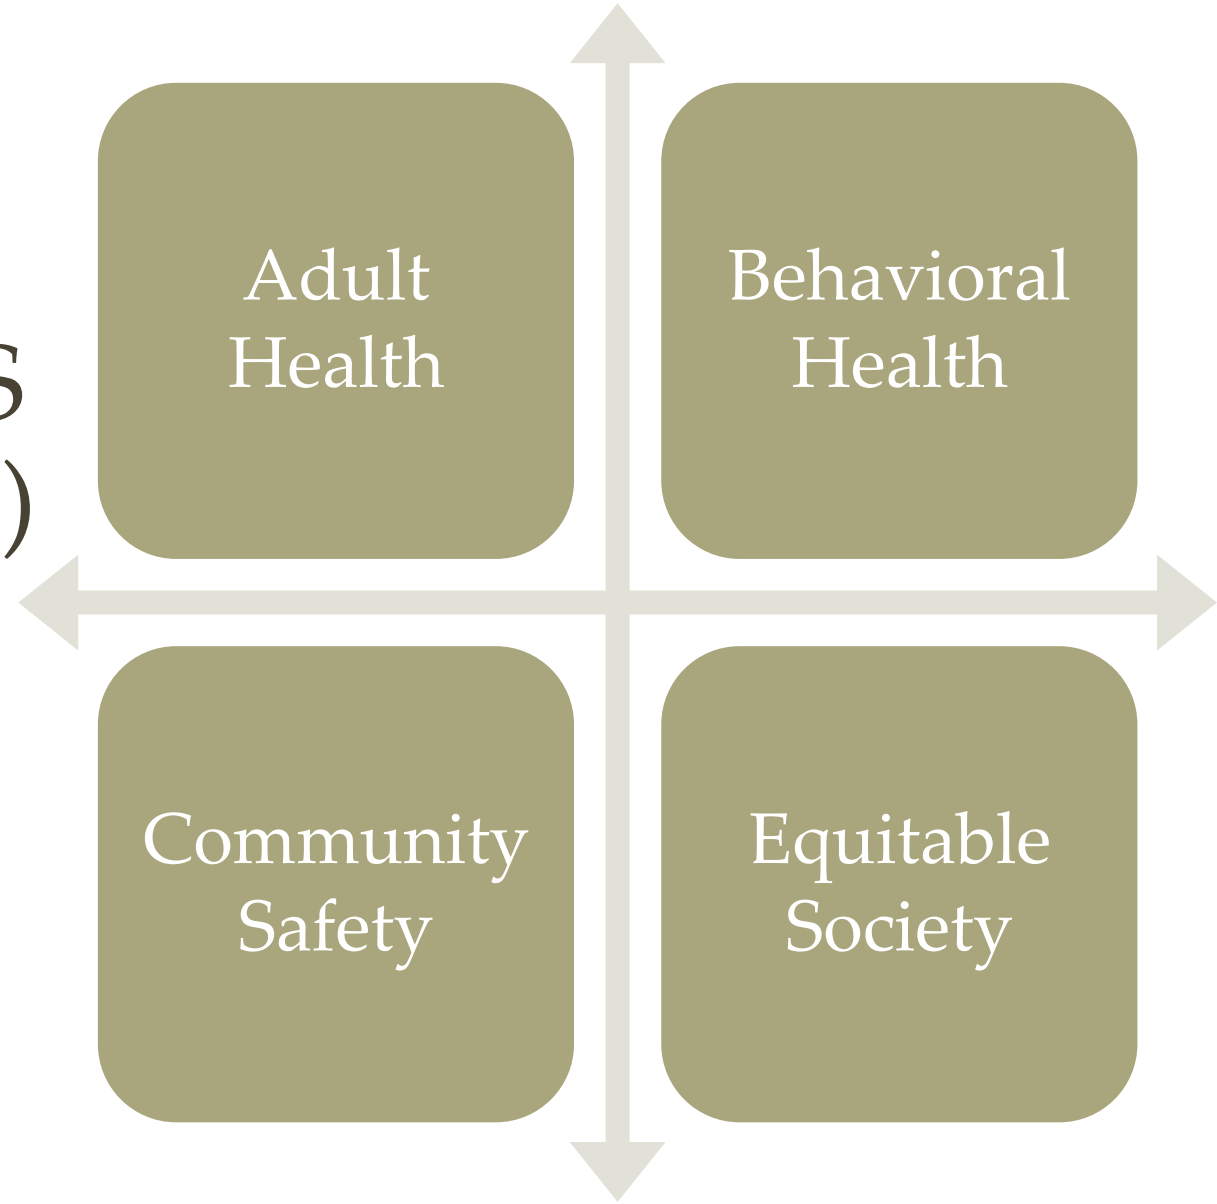 Adult
Health
Behavioral
Health
s
)
Community
Safety
Equitable
Society